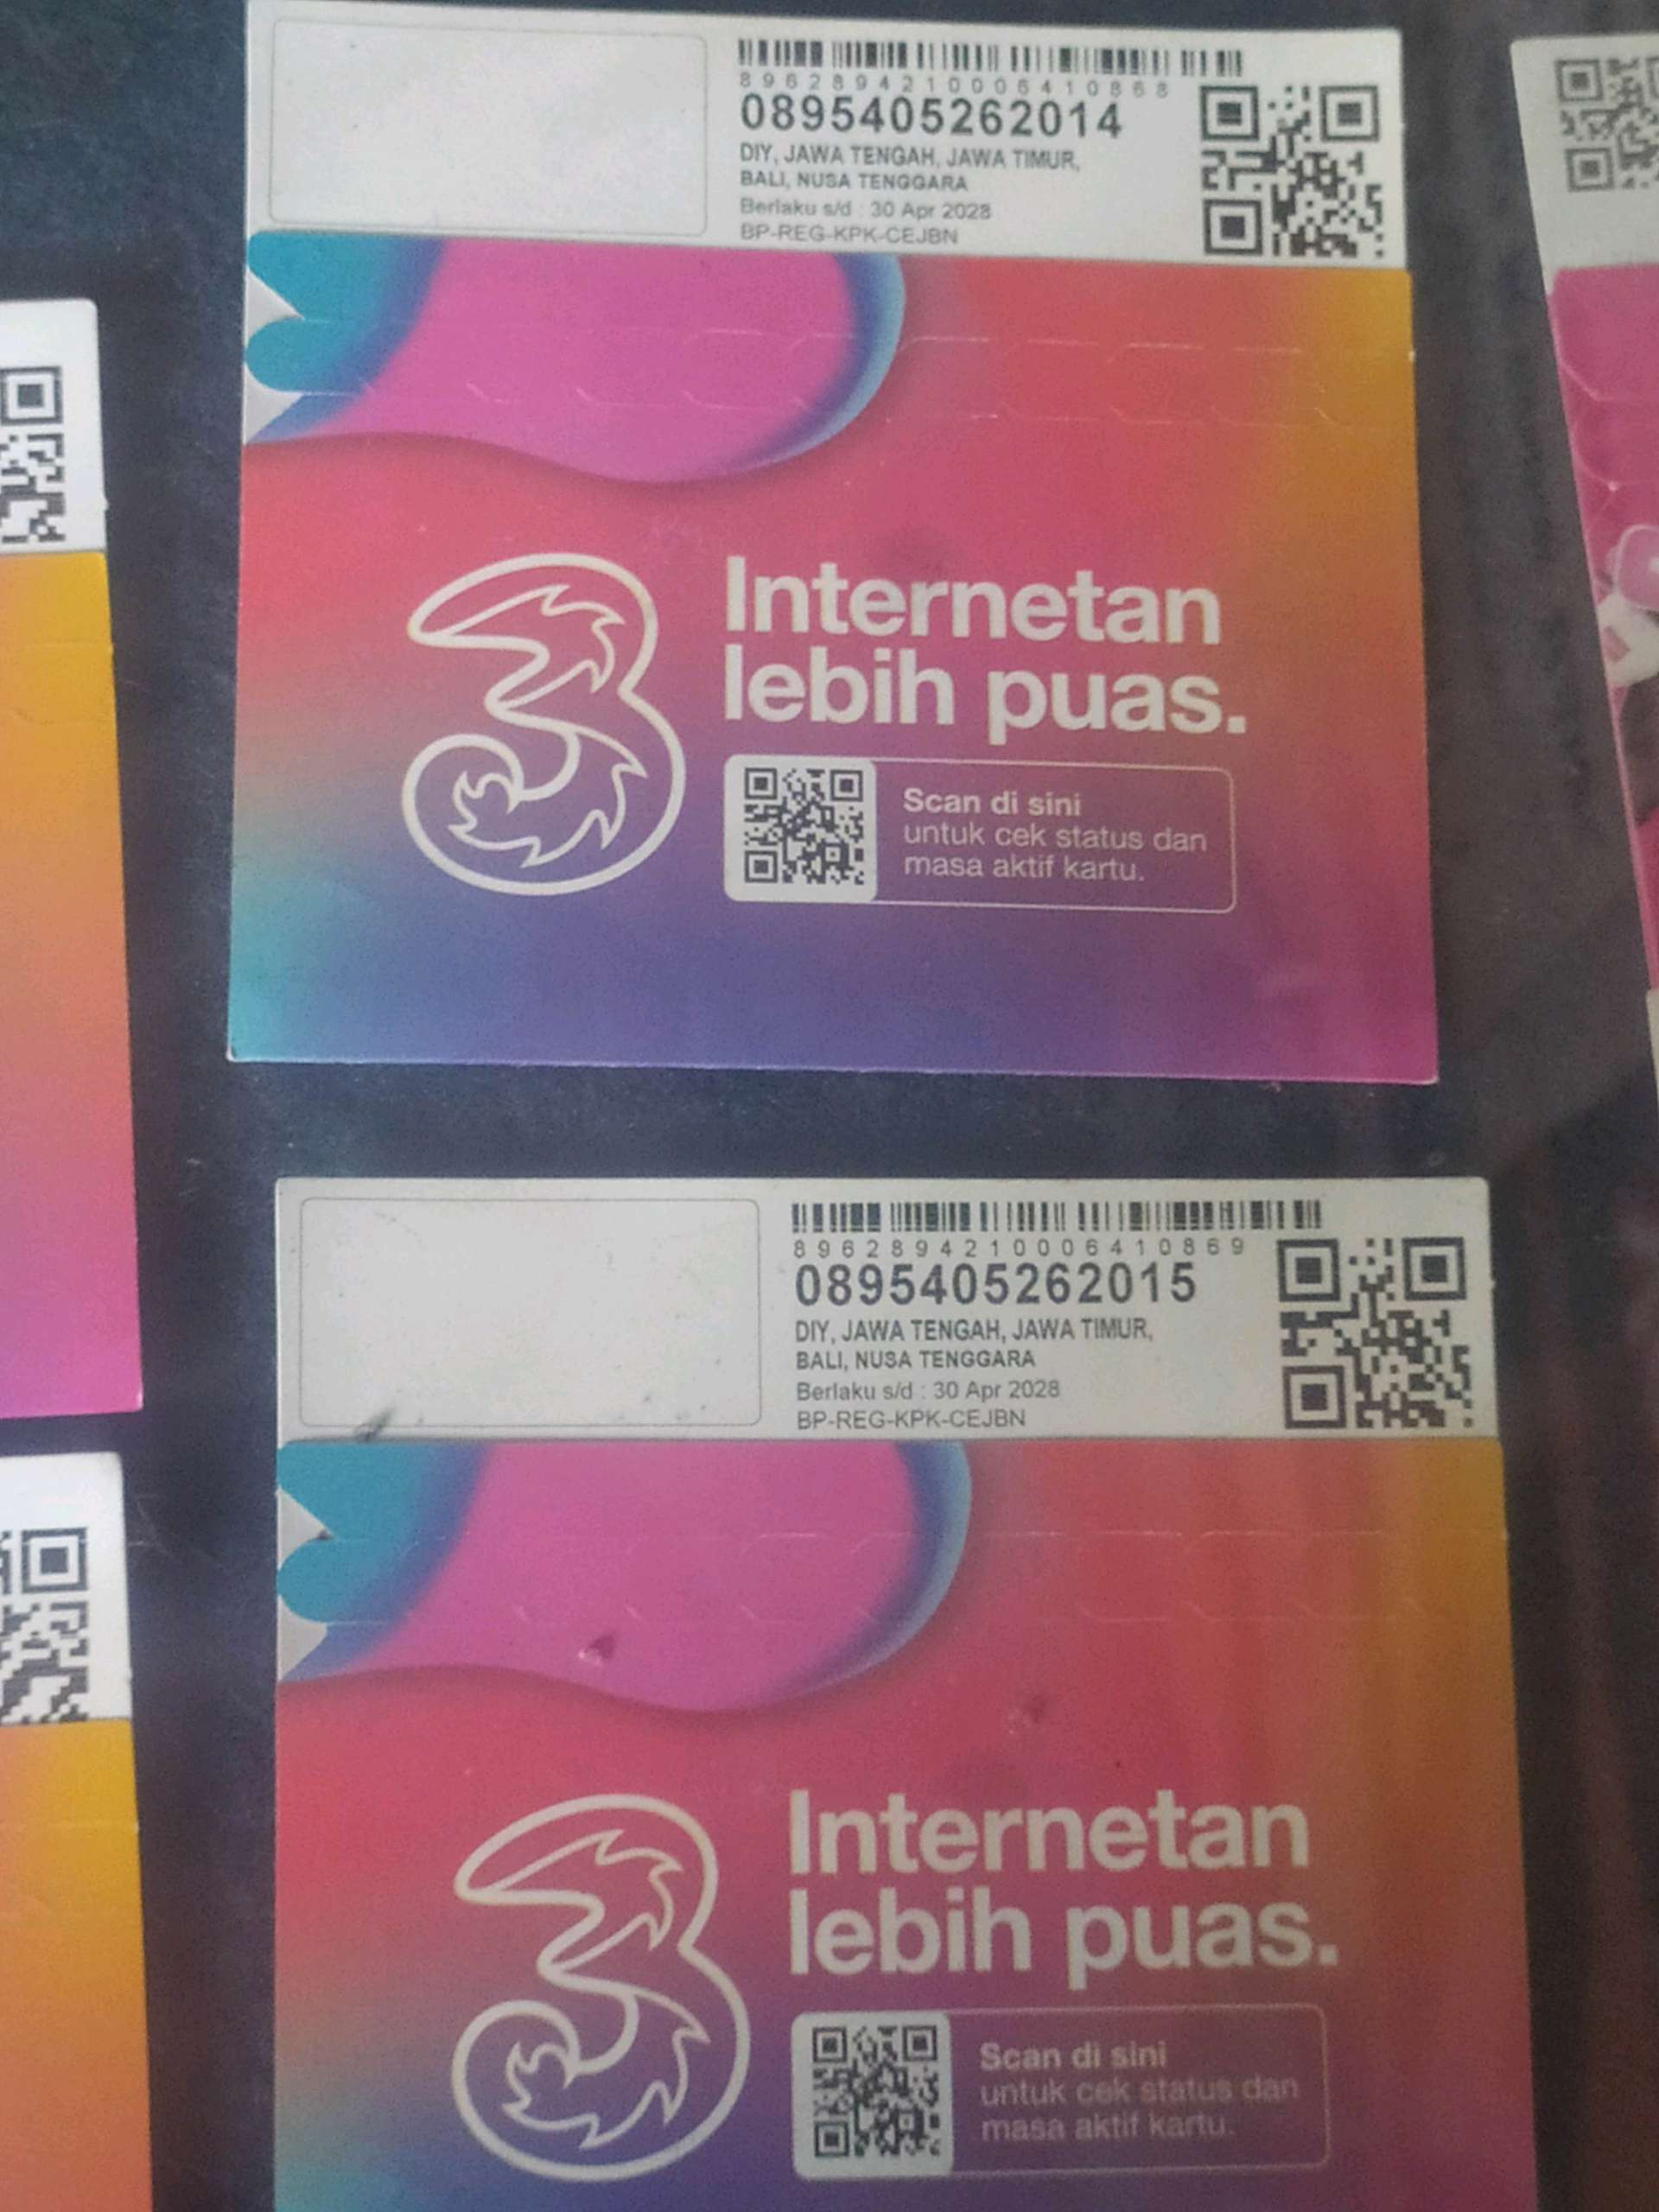 8962894210006410868
0895405262014
DIY, JAWA TENGAH, JAWA TIMUR,
BALI, NUSA TENGGARA
Berlaku s/d : 30 Apr 2028
BP-REG-KPK-CEJBN
3
Internetan
lebih puas.
Scan di sini
untuk cek status dan
masa aktif kartu.
8962894210006410869
0895405262015
DIY, JAWA TENGAH, JAWA TIMUR,
BALI, NUSA TENGGARA
Berlaku s/d : 30 Apr 2028
BP-REG-KPK-CEJBN
3
Internetan
lebih puas.
Scan di sini
untuk cek status dan
masa aktif kartu.